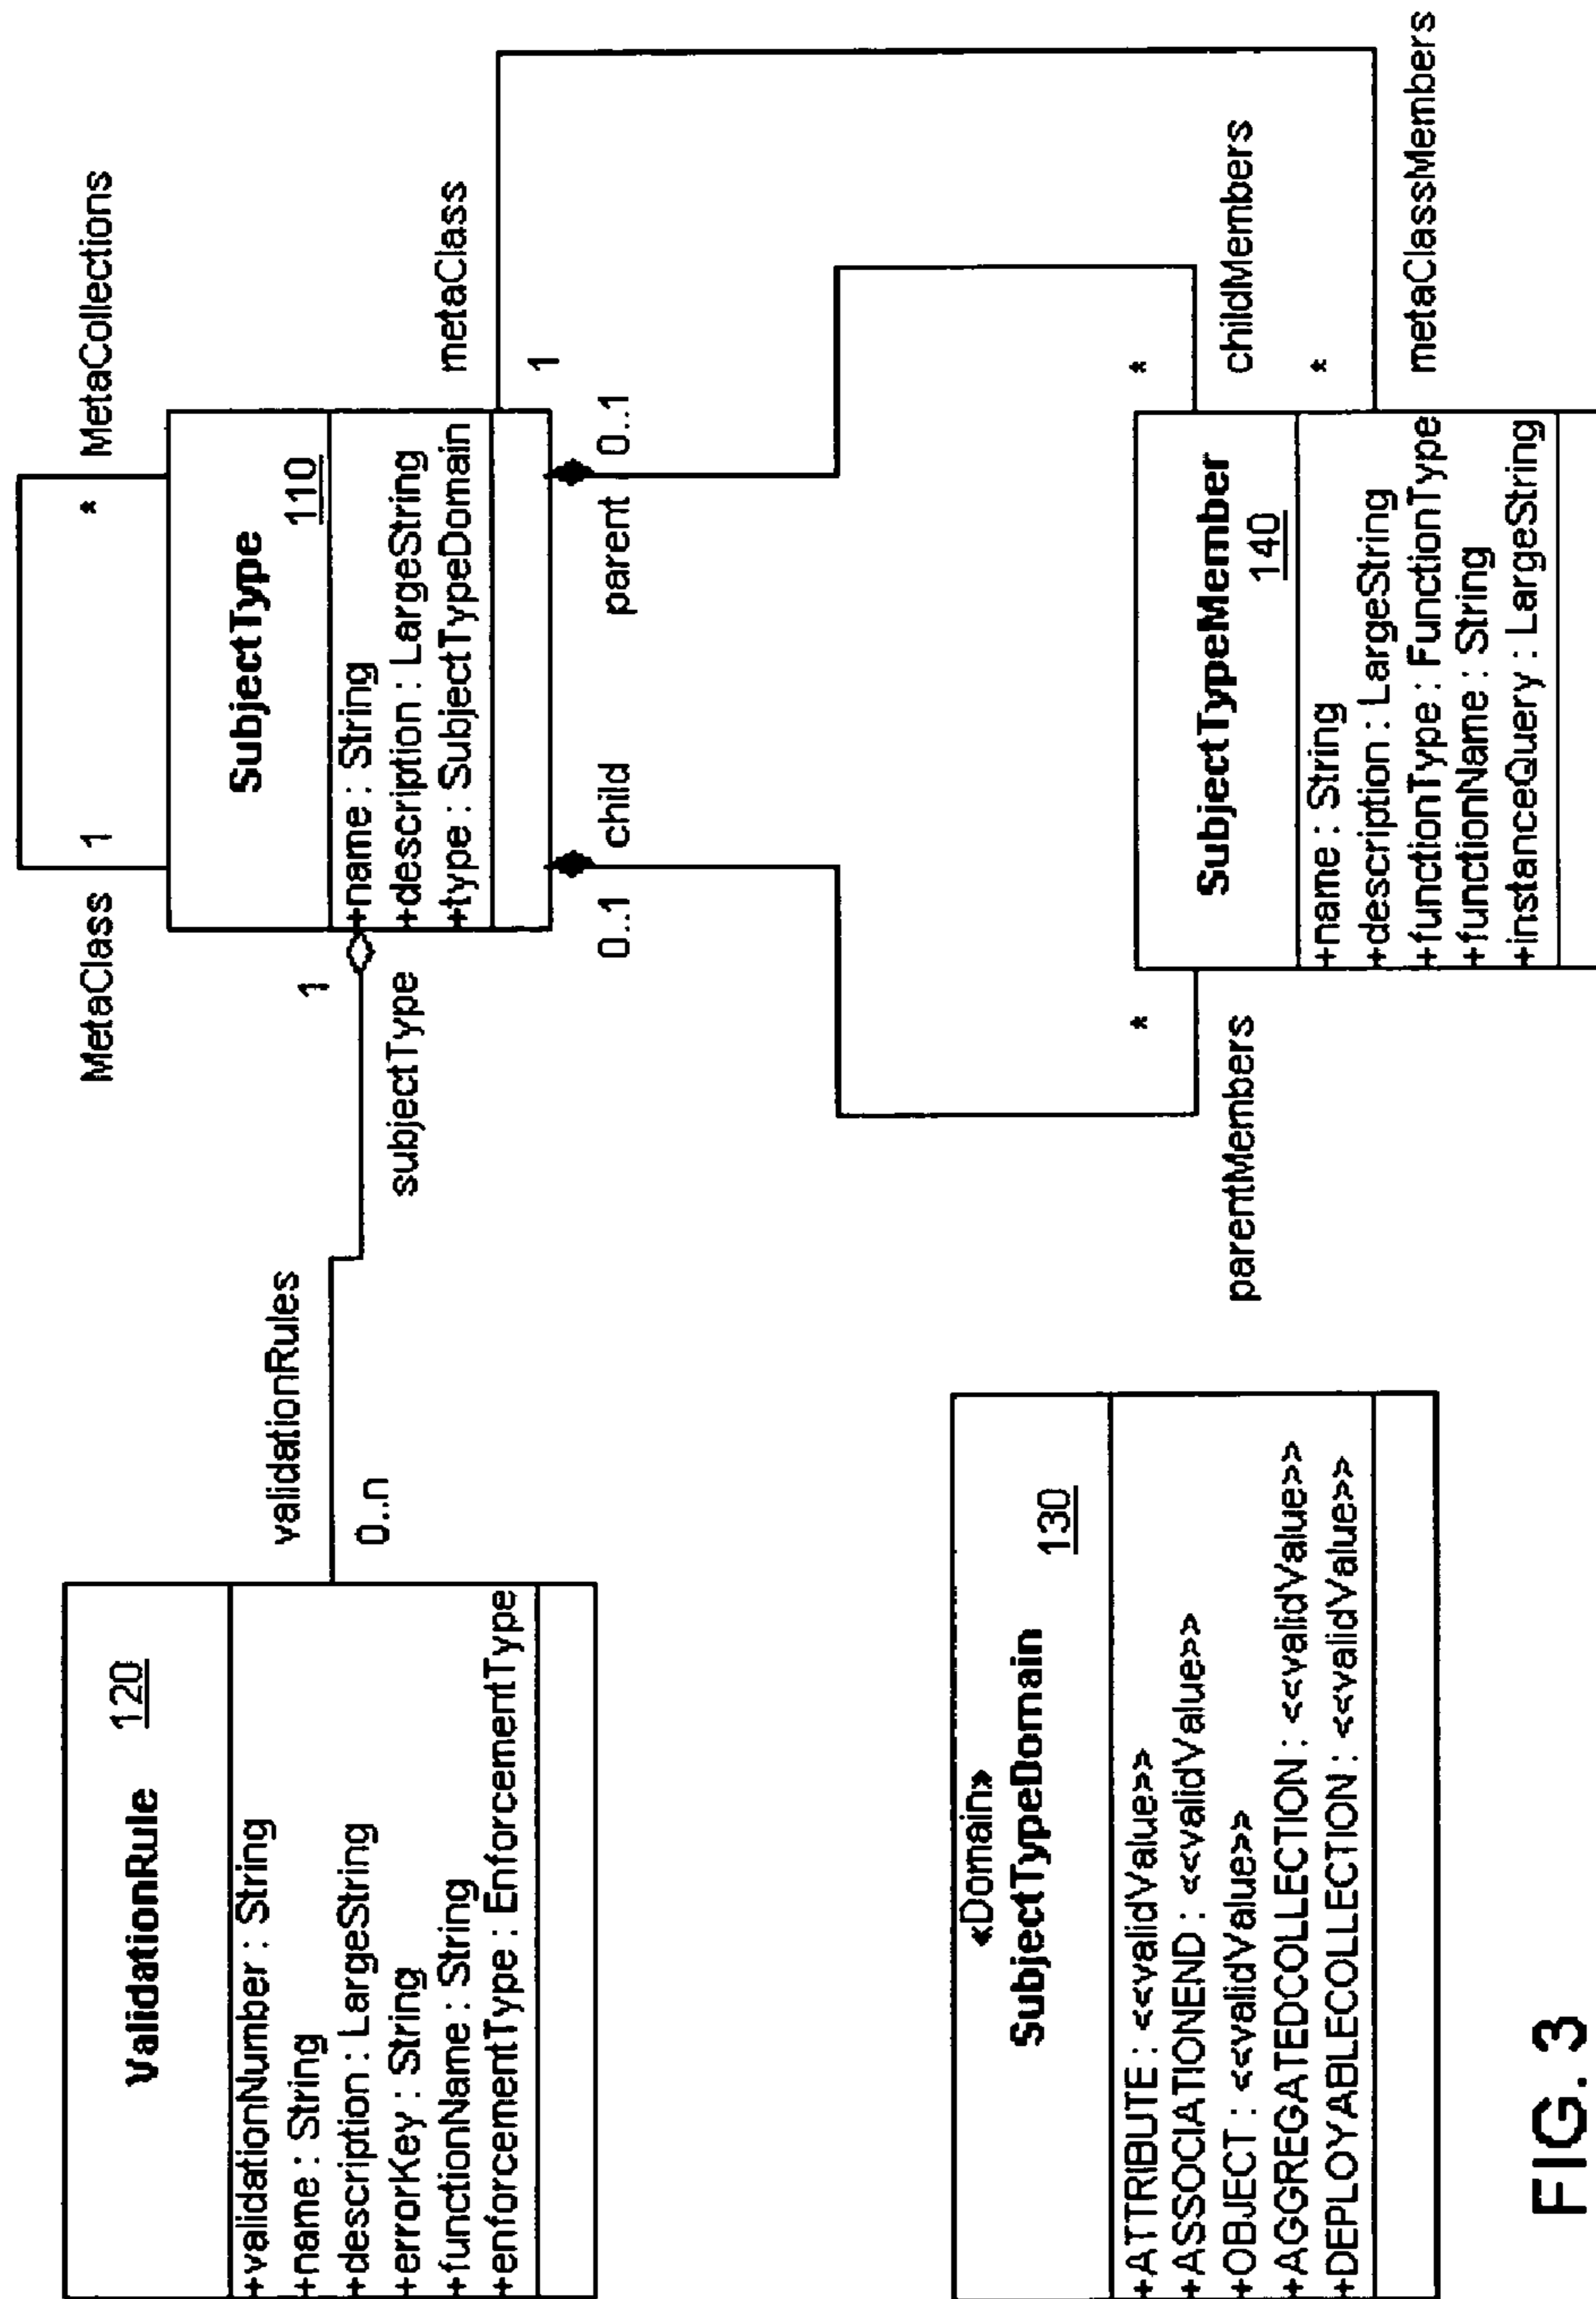 ValidationRule
120
+validationNumber : String
+name : String
+description : LargeString
+errorKey : String
+functionName : String
+enforcementType : EnforcementType
validationRules
0..n
1
subjectType
MetaClass
1
*
MetaCollections
SubjectType
110
+name : String
+description : LargeString
+type : SubjectTypeDomain
metaClass
1
0..1
child
parent
0..1
«Domain»
SubjectTypeDomain
130
+ATTRIBUTE : <<validValue>>
+ASSOCIATIONEND : <<validValue>>
+OBJECT : <<validValue>>
+AGGREGATEDCOLLECTION : <<validValue>>
+DEPLOYABLECOLLECTION : <<validValue>>
*
parentMembers
SubjectTypeMember
140
+name : String
+description : LargeString
+functionType : FunctionType
+functionName : String
+instanceQuery : LargeString
*
childMembers
*
metaClassMembers
FIG. 3